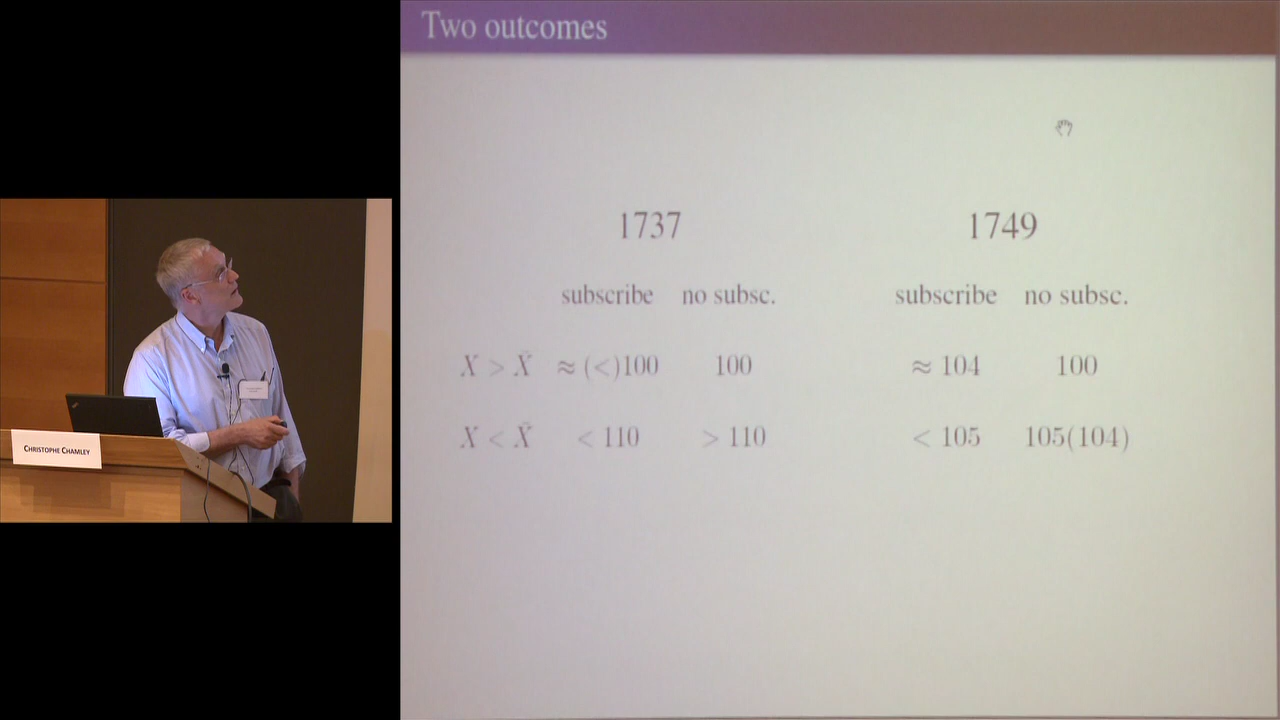 Two outcomes
1737 1749
subscribe no subsc. subscribe no subsc.
X > X̄ ≈ (<)100 100 ≈ 104 100
X < X̄ < 110 > 110 < 105 105(104)
CHRISTOPHE CHAMLEY